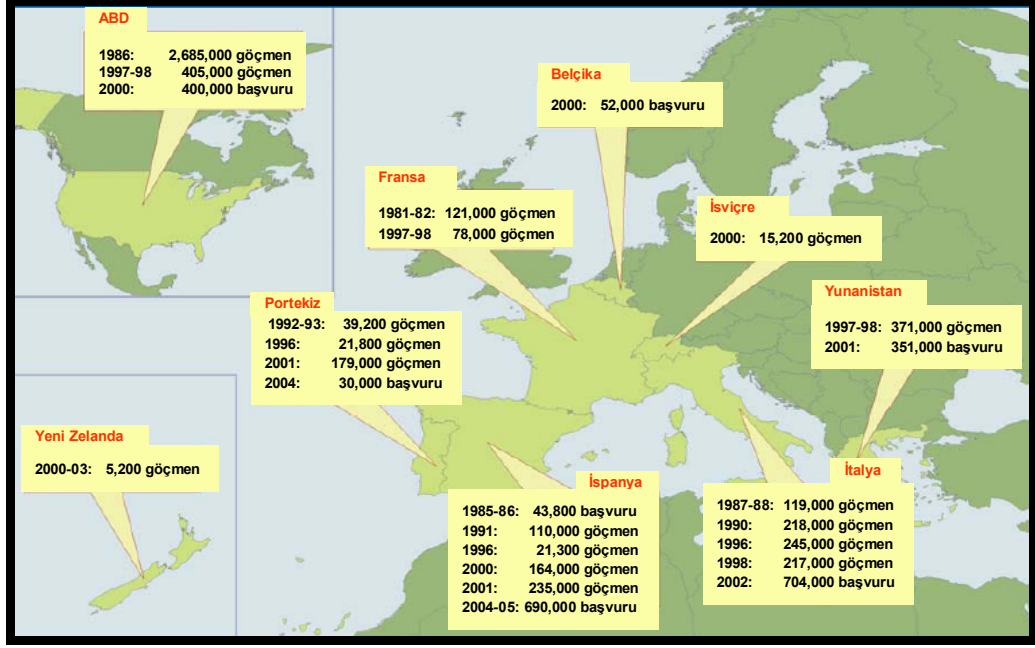 ABD
1986: 2,685,000 göçmen
1997-98 405,000 göçmen
2000: 400,000 başvuru
Belçika
2000: 52,000 başvuru
Fransa
1981-82: 121,000 göçmen
1997-98 78,000 göçmen
İsviçre
2000: 15,200 göçmen
Portekiz
1992-93: 39,200 göçmen
1996: 21,800 göçmen
2001: 179,000 göçmen
2004: 30,000 başvuru
Yunanistan
1997-98: 371,000 göçmen
2001: 351,000 başvuru
Yeni Zelanda
2000-03: 5,200 göçmen
İspanya
1985-86: 43,800 başvuru
1991: 110,000 göçmen
1996: 21,300 göçmen
2000: 164,000 göçmen
2001: 235,000 göçmen
2004-05: 690,000 başvuru
İtalya
1987-88: 119,000 göçmen
1990: 218,000 göçmen
1996: 245,000 göçmen
1998: 217,000 göçmen
2002: 704,000 başvuru